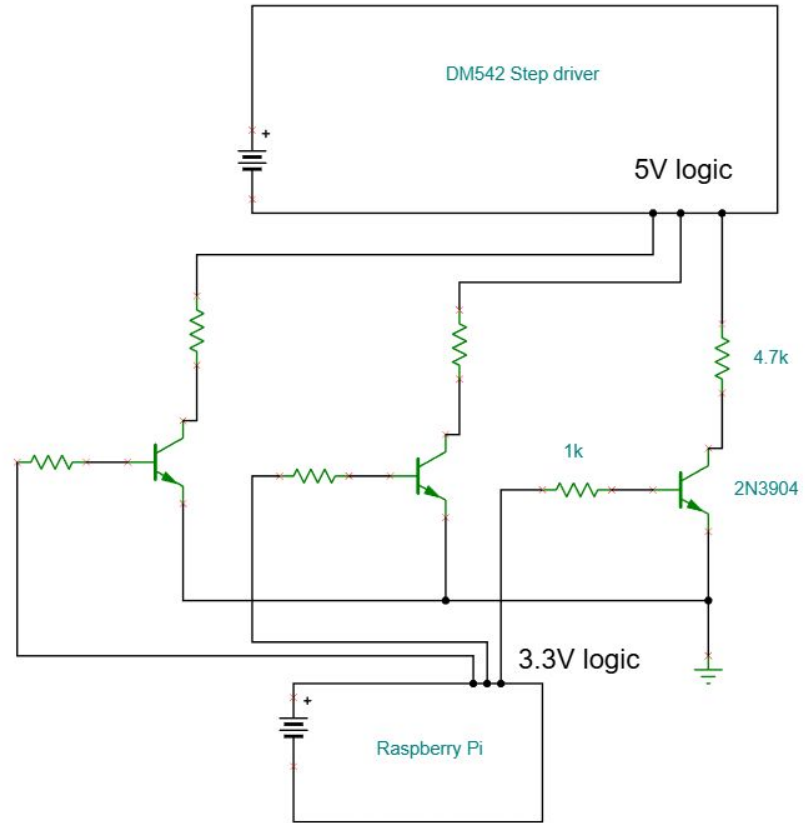 DM542 Step driver
+
5V logic
4.7k
1k
2N3904
3.3V logic
+
Raspberry Pi